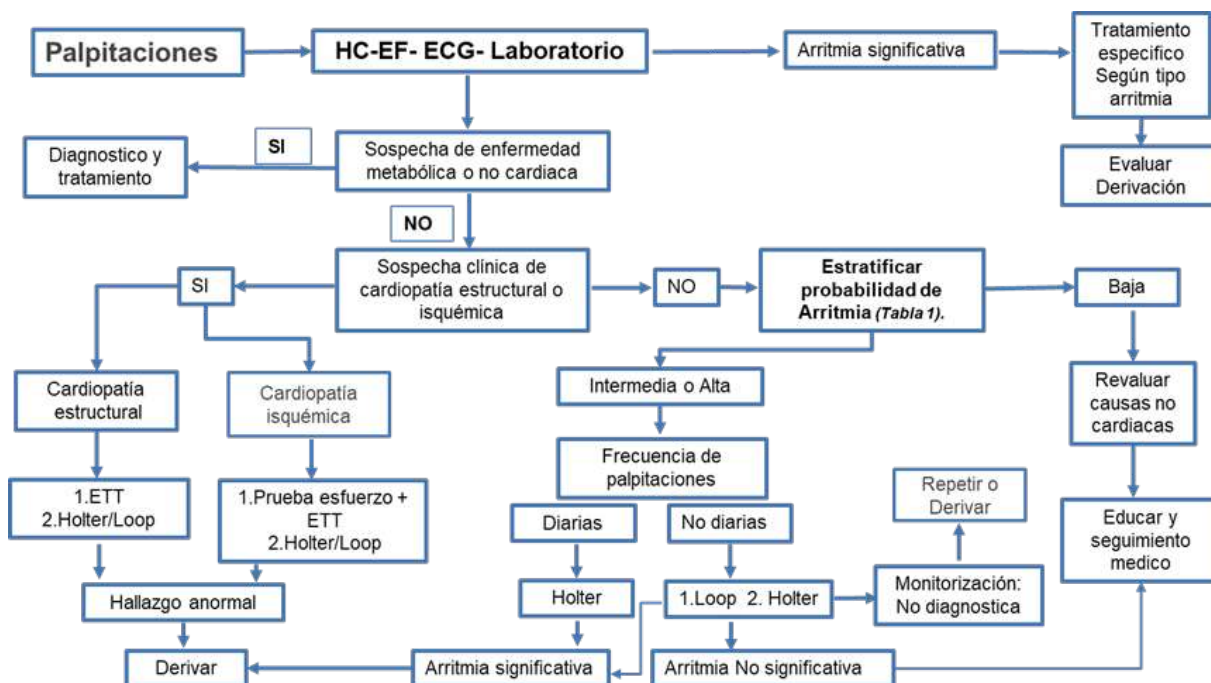 Palpitaciones
HC-EF- ECG- Laboratorio
Arritmia significativa
Tratamiento
especifico
Según tipo
arritmia
Evaluar
Derivación
SI
Diagnostico y
tratamiento
Sospecha de enfermedad
metabólica o no cardiaca
NO
Sospecha clínica de
cardiopatía estructural o
isquémica
SI
NO
Estratificar
probabilidad de
Arritmia (Tabla 1).
Baja
Cardiopatía
estructural
Cardiopatía
isquémica
Intermedia o Alta
Revaluar
causas no
cardiacas
Frecuencia de
palpitaciones
1.ETT
2.Holter/Loop
1.Prueba esfuerzo +
ETT
2.Holter/Loop
Diarias
No diarias
Repetir o
Derivar
Educar y
seguimiento
medico
Hallazgo anormal
Holter
1.Loop 2. Holter
Monitorización:
No diagnostica
Derivar
Arritmia significativa
Arritmia No significativa